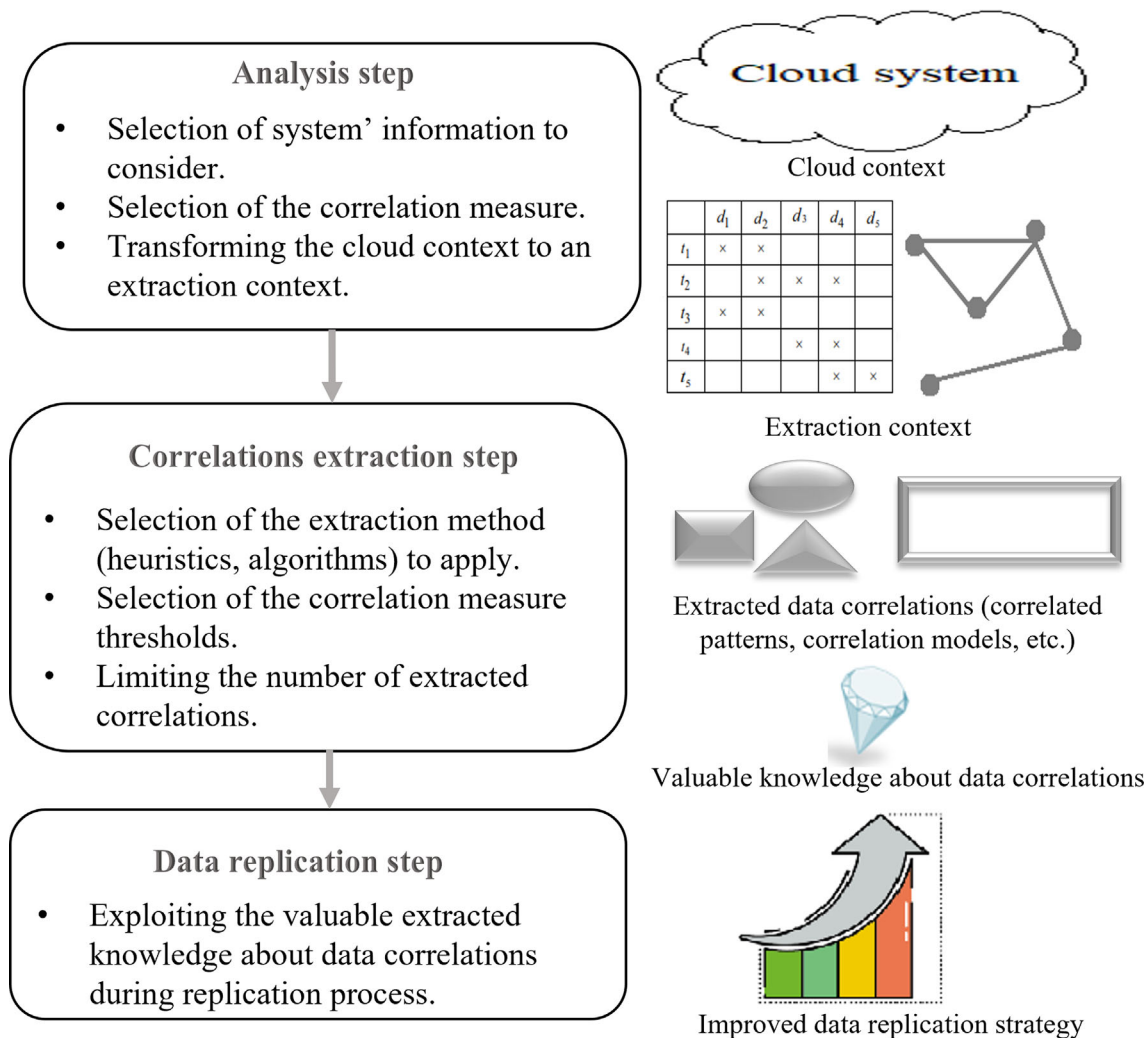 Analysis step
• Selection of system’ information to
consider.
• Selection of the correlation measure.
• Transforming the cloud context to an
extraction context.
Cloud system
Cloud context
d1 d2 d3 d4 d5
t1 × ×
t2 × × ×
t3 × ×
t4 × ×
t5 × ×
Extraction context
Correlations extraction step
• Selection of the extraction method
(heuristics, algorithms) to apply.
• Selection of the correlation measure
thresholds.
• Limiting the number of extracted
correlations.
Extracted data correlations (correlated
patterns, correlation models, etc.)
Valuable knowledge about data correlations
Data replication step
• Exploiting the valuable extracted
knowledge about data correlations
during replication process.
Improved data replication strategy